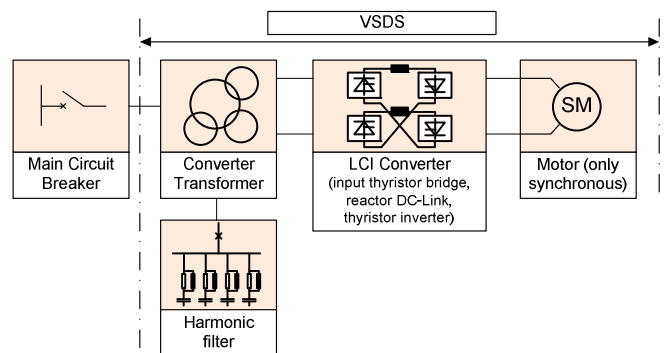 VSDS
Main Circuit
Breaker
Converter
Transformer
LCI Converter
(input thyristor bridge,
reactor DC-Link,
thyristor inverter)
SM
Motor (only
synchronous)
Harmonic
filter